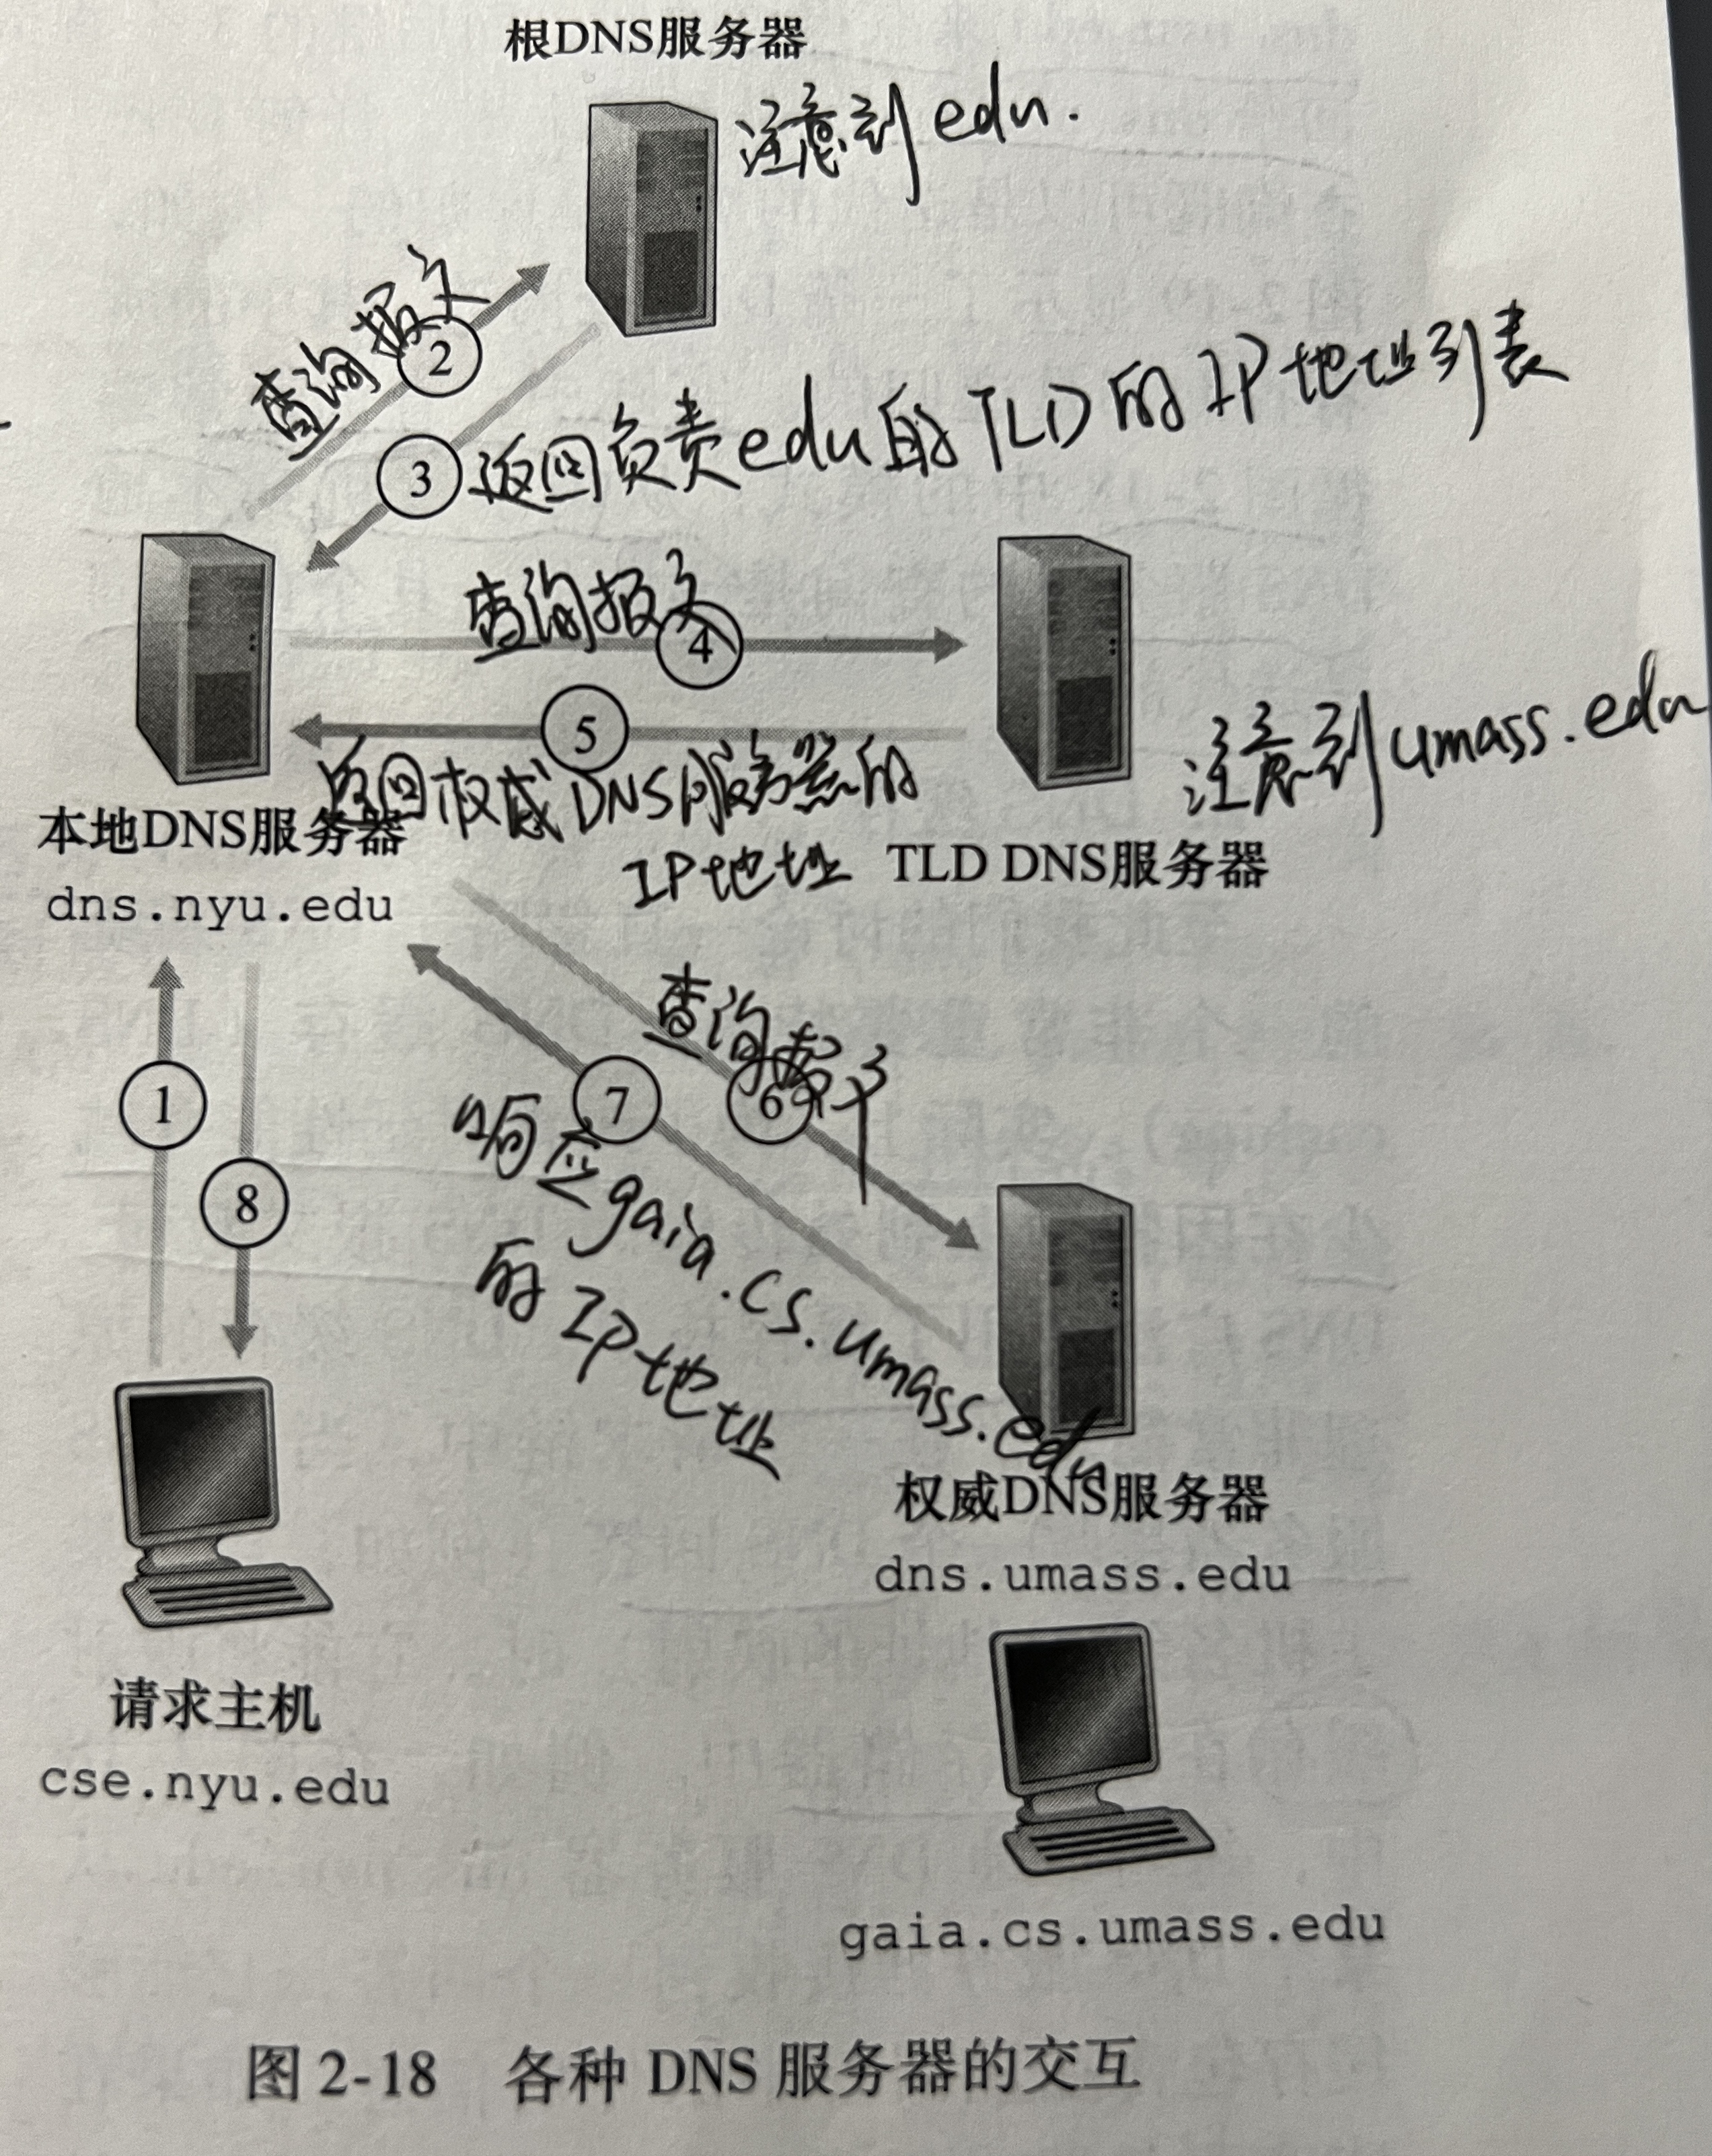 根DNS服务器
注意到edu.
查询报文
2
3
返回负责edu的TLD的IP地址列表
查询报文
4
5
注意到umass.edu
返回权威DNS服务器的
IP地址
本地DNS服务器
dns.nyu.edu
TLD DNS服务器
查询报文
1
7
6
8
响应gaia.cs.umass.edu
的IP地址
权威DNS服务器
dns.umass.edu
请求主机
cse.nyu.edu
gaia.cs.umass.edu
图 2-18 各种 DNS 服务器的交互